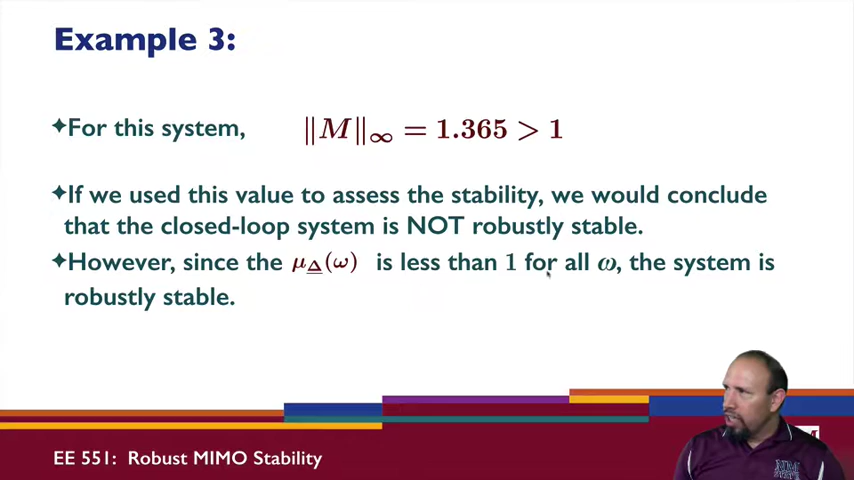 Example 3:
✦For this system, ‖M‖∞ = 1.365 > 1
✦If we used this value to assess the stability, we would conclude
that the closed-loop system is NOT robustly stable.
✦However, since the μ_Δ(ω) is less than 1 for all ω, the system is
robustly stable.
EE 551: Robust MIMO Stability
NM